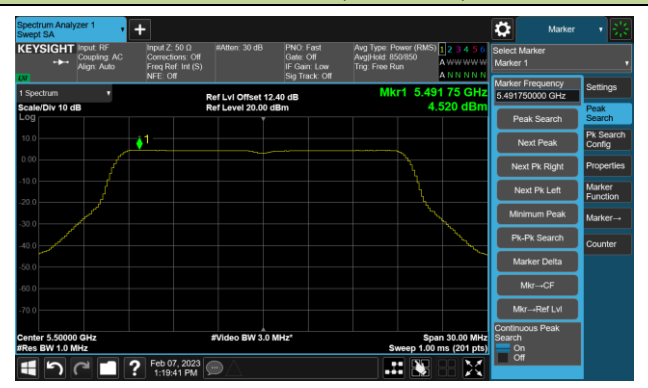 Spectrum Analyzer 1
Swept SA
Marker
KEYSIGHT
Input: RF
Coupling: AC
Align: Auto
Input Z: 50 Ω
Corrections: Off
Freq Ref: Int (S)
NFE: Off
#Atten: 30 dB
PNO: Fast
Gate: Off
IF Gain: Low
Sig Track: Off
Avg Type: Power (RMS)
Avg|Hold: 850/850
Trig: Free Run
1 2 3 4 5 6
A W W W W W
A N N N N N
LXI
Select Marker
Marker 1
1 Spectrum
Scale/Div 10 dB
Log
Ref Lvl Offset 12.40 dB
Ref Level 20.00 dBm
Mkr1 5.491 75 GHz
4.520 dBm
Marker Frequency
5.491750000 GHz
Settings
Peak Search
Next Peak
Next Pk Right
Next Pk Left
Minimum Peak
Pk-Pk Search
Marker Delta
Mkr→CF
Mkr→Ref Lvl
Continuous Peak
Search
On
Off
Peak
Search
Pk Search
Config
Properties
Marker
Function
Marker→
Counter
10.0
0.00
-10.0
-20.0
-30.0
-40.0
-50.0
-60.0
-70.0
1
Center 5.50000 GHz
#Res BW 1.0 MHz
#Video BW 3.0 MHz*
Span 30.00 MHz
Sweep 1.00 ms (201 pts)
?
Feb 07, 2023
1:19:41 PM